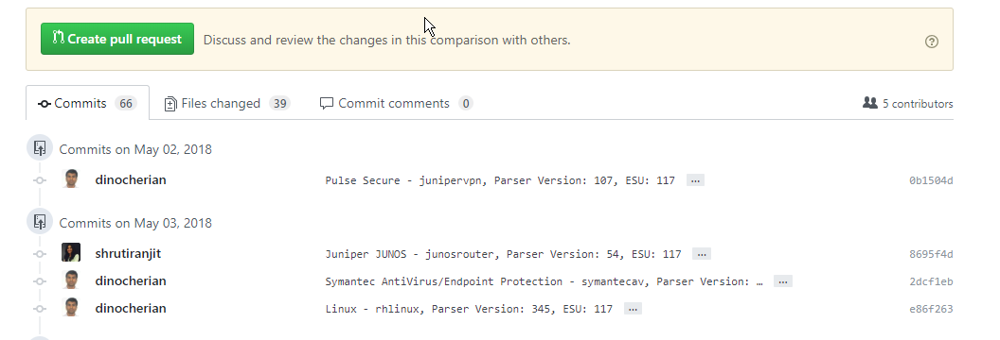 Create pull request Discuss and review the changes in this comparison with others.
Commits 66 Files changed 39 Commit comments 0 5 contributors
Commits on May 02, 2018
dinocherian Pulse Secure - junipervpn, Parser Version: 107, ESU: 117 … 0b1504d
Commits on May 03, 2018
shrutiranjit Juniper JUNOS - junosrouter, Parser Version: 54, ESU: 117 … 8695f4d
dinocherian Symantec AntiVirus/Endpoint Protection - symantecav, Parser Version: … … 2dcf1eb
dinocherian Linux - rhlinux, Parser Version: 345, ESU: 117 … e86f263